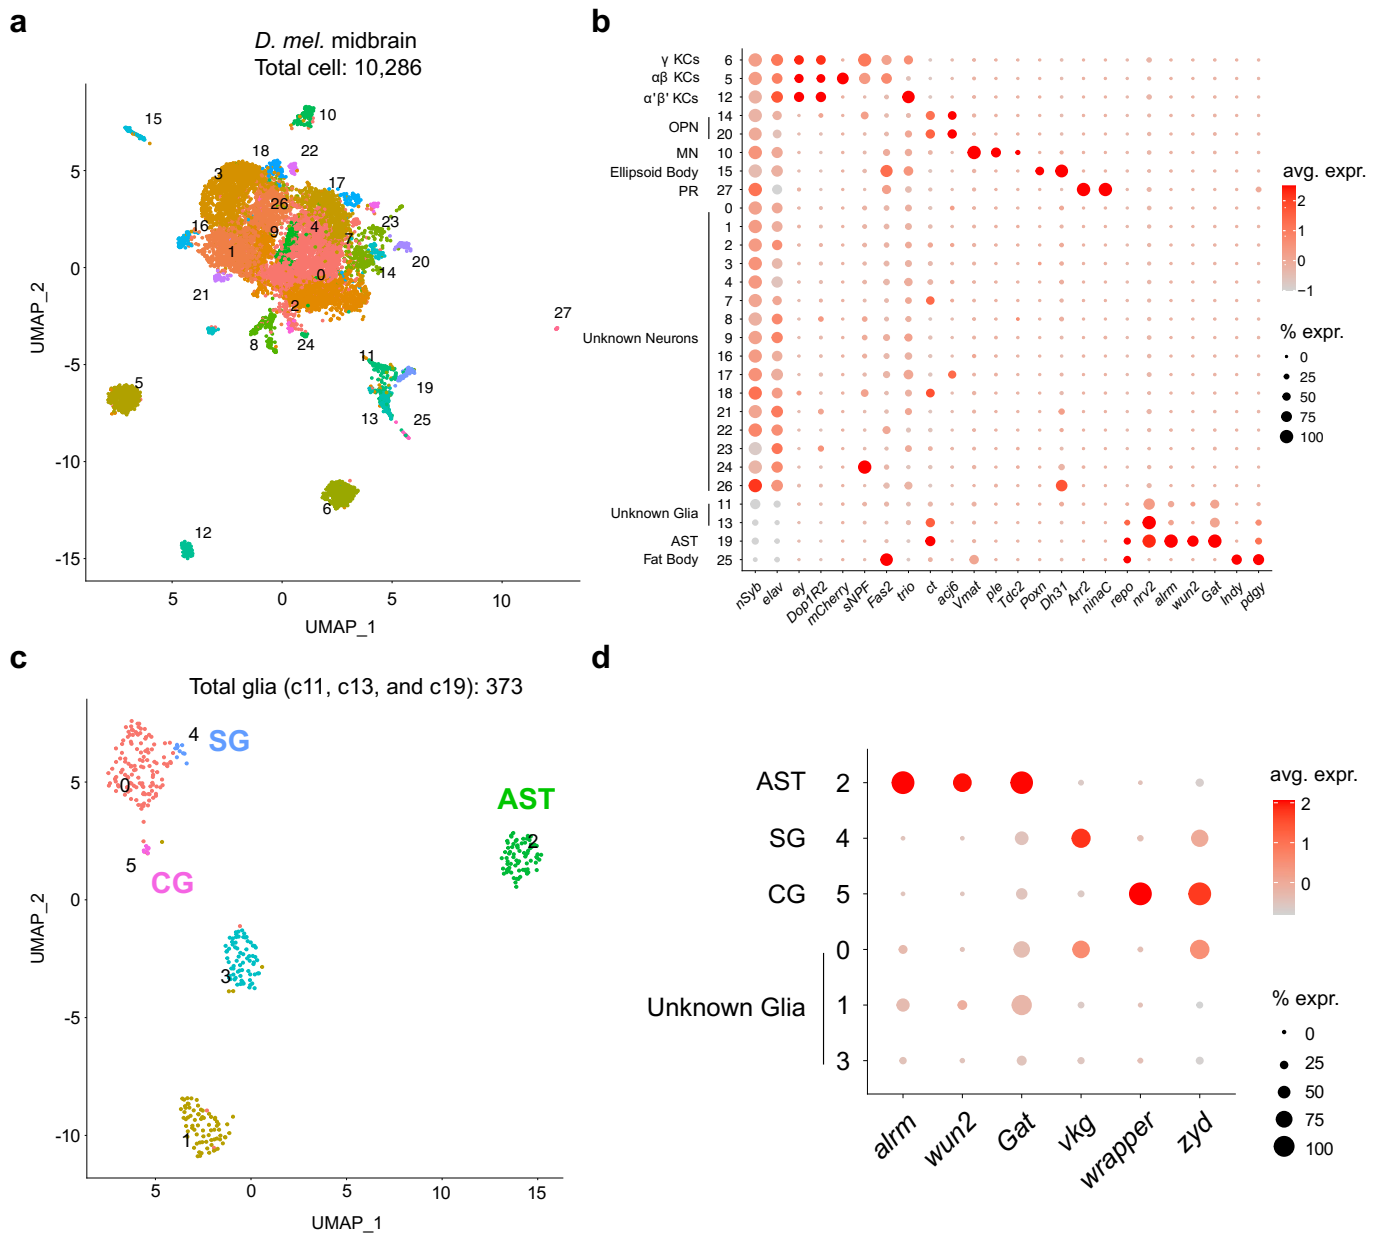 a
D. mel. midbrain
Total cell: 10,286
15
10
18
22
3
17
26
16
4
23
9
7
1
20
0
14
21
2
27
8
24
11
5
19
13
25
6
12
5
0
-5
-10
-15
UMAP_2
5
0
5
10
UMAP_1
b
γ KCs 6
αβ KCs 5
α'β' KCs 12
14
OPN
20
MN 10
Ellipsoid Body 15
PR 27
0
1
2
3
4
7
8
Unknown Neurons
9
16
17
18
21
22
23
24
26
11
Unknown Glia
13
AST 19
Fat Body 25
nSyb elav ey Dop1R2 mCherry sNPF Fas2 trio ct acj6 Vmat ple Tdc2 Poxn Dh31 Arr2 ninaC repo nrv2 alrm wun2 Gat Indy pdgy
avg. expr.
2
1
0
−1
% expr.
0
25
50
75
100
c
Total glia (c11, c13, and c19): 373
4
SG
0
AST
2
5
CG
3
1
5
0
-5
-10
UMAP_2
5
0
5
10
15
UMAP_1
d
AST 2
SG 4
CG 5
0
Unknown Glia 1
3
alrm wun2 Gat vkg wrapper zyd
avg. expr.
2
1
0
% expr.
0
25
50
75
100